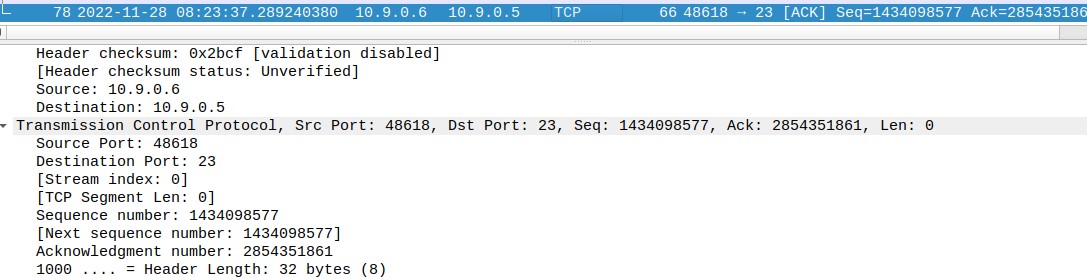 78 2022-11-28 08:23:37.289240380 10.9.0.6 10.9.0.5 TCP 66 48618 → 23 [ACK] Seq=1434098577 Ack=285435186
Header checksum: 0x2bcf [validation disabled]
[Header checksum status: Unverified]
Source: 10.9.0.6
Destination: 10.9.0.5
Transmission Control Protocol, Src Port: 48618, Dst Port: 23, Seq: 1434098577, Ack: 2854351861, Len: 0
Source Port: 48618
Destination Port: 23
[Stream index: 0]
[TCP Segment Len: 0]
Sequence number: 1434098577
[Next sequence number: 1434098577]
Acknowledgment number: 2854351861
1000 .... = Header Length: 32 bytes (8)